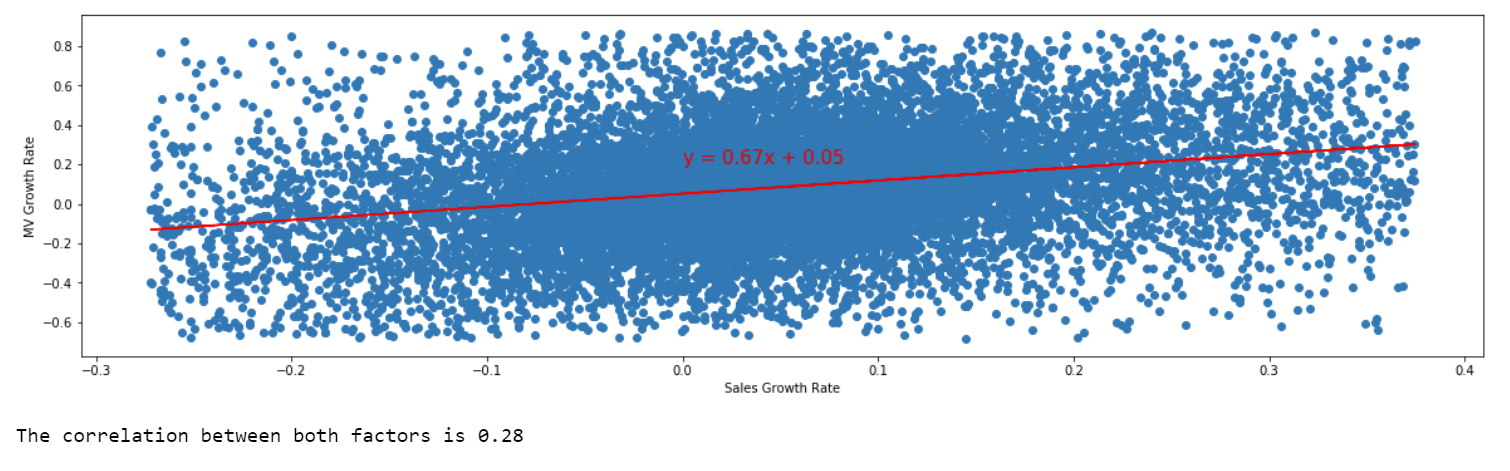 MV Growth Rate
0.8
0.6
0.4
0.2
0.0
−0.2
−0.4
−0.6
y = 0.67x + 0.05
−0.3 −0.2 −0.1 0.0 0.1 0.2 0.3 0.4
Sales Growth Rate
The correlation between both factors is 0.28